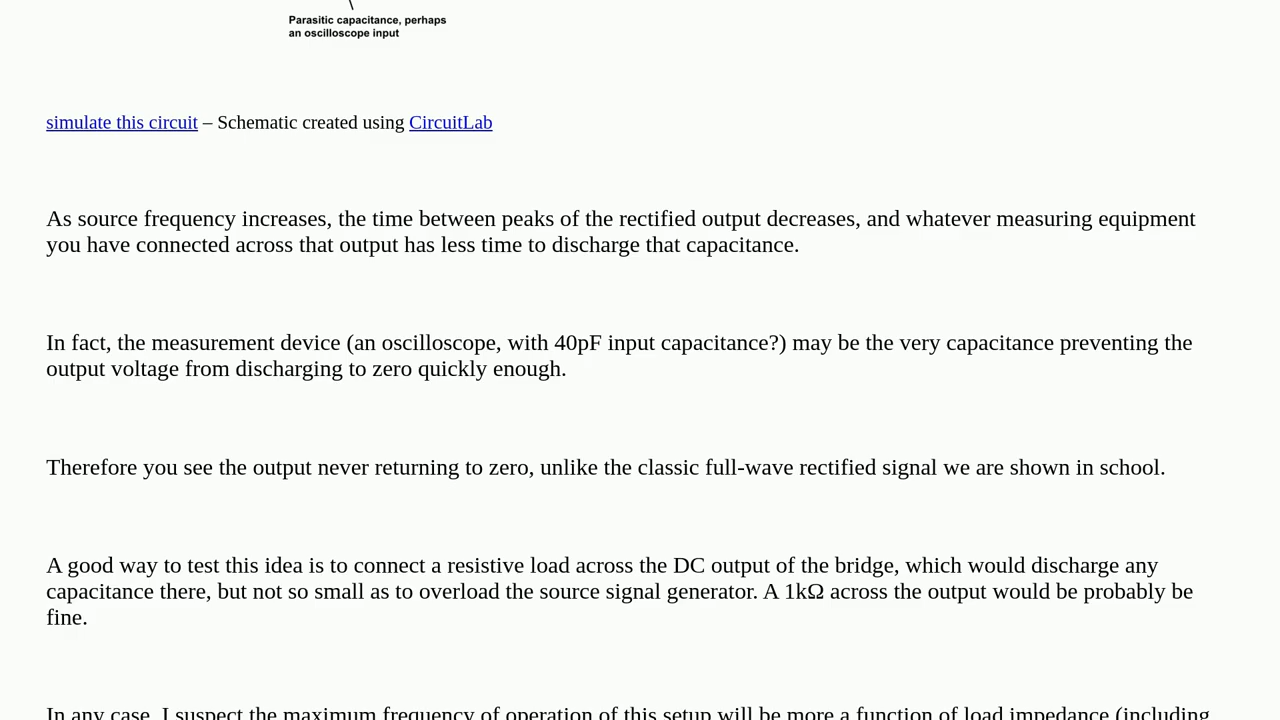 Parasitic capacitance, perhaps
an oscilloscope input
simulate this circuit – Schematic created using CircuitLab
As source frequency increases, the time between peaks of the rectified output decreases, and whatever measuring equipment
you have connected across that output has less time to discharge that capacitance.
In fact, the measurement device (an oscilloscope, with 40pF input capacitance?) may be the very capacitance preventing the
output voltage from discharging to zero quickly enough.
Therefore you see the output never returning to zero, unlike the classic full-wave rectified signal we are shown in school.
A good way to test this idea is to connect a resistive load across the DC output of the bridge, which would discharge any
capacitance there, but not so small as to overload the source signal generator. A 1kΩ across the output would be probably be
fine.
In any case, I suspect the maximum frequency of operation of this setup will be more a function of load impedance (including